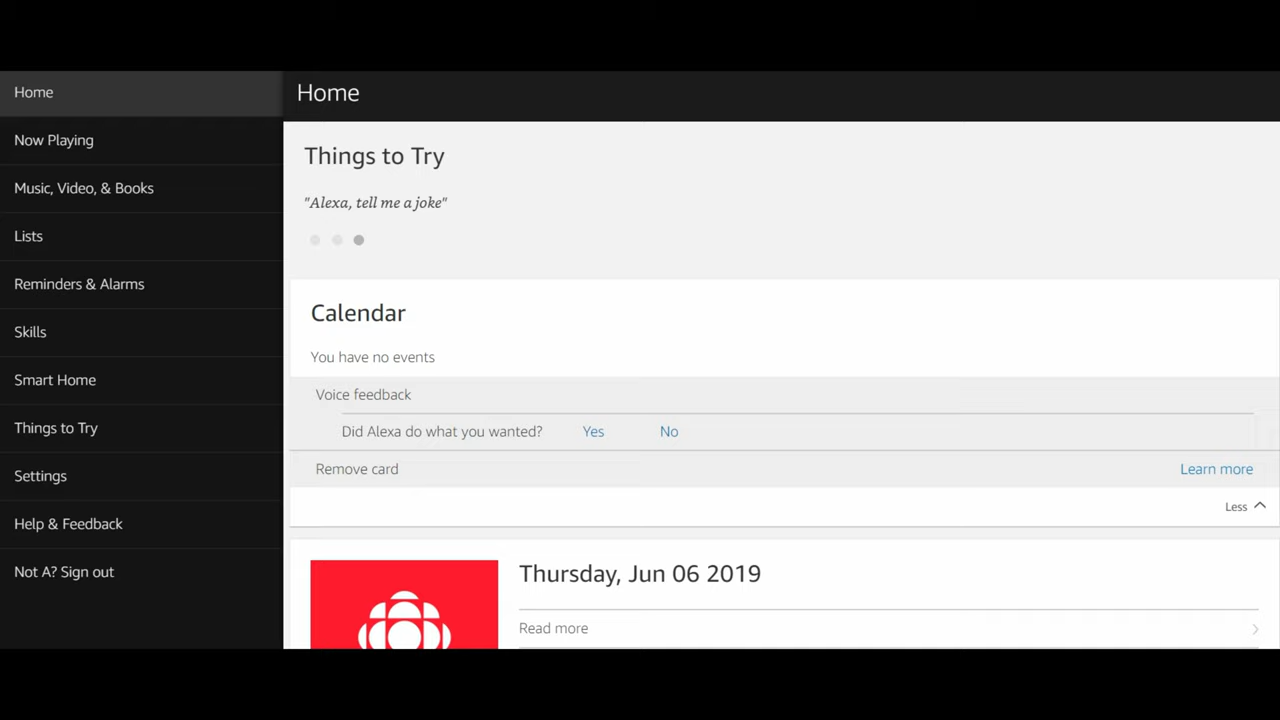 Home
Now Playing
Music, Video, & Books
Lists
Reminders & Alarms
Skills
Smart Home
Things to Try
Settings
Help & Feedback
Not A? Sign out
Home
Things to Try
"Alexa, tell me a joke"
Calendar
You have no events
Voice feedback
Did Alexa do what you wanted? Yes No
Remove card Learn more
Less
Thursday, Jun 06 2019
Read more